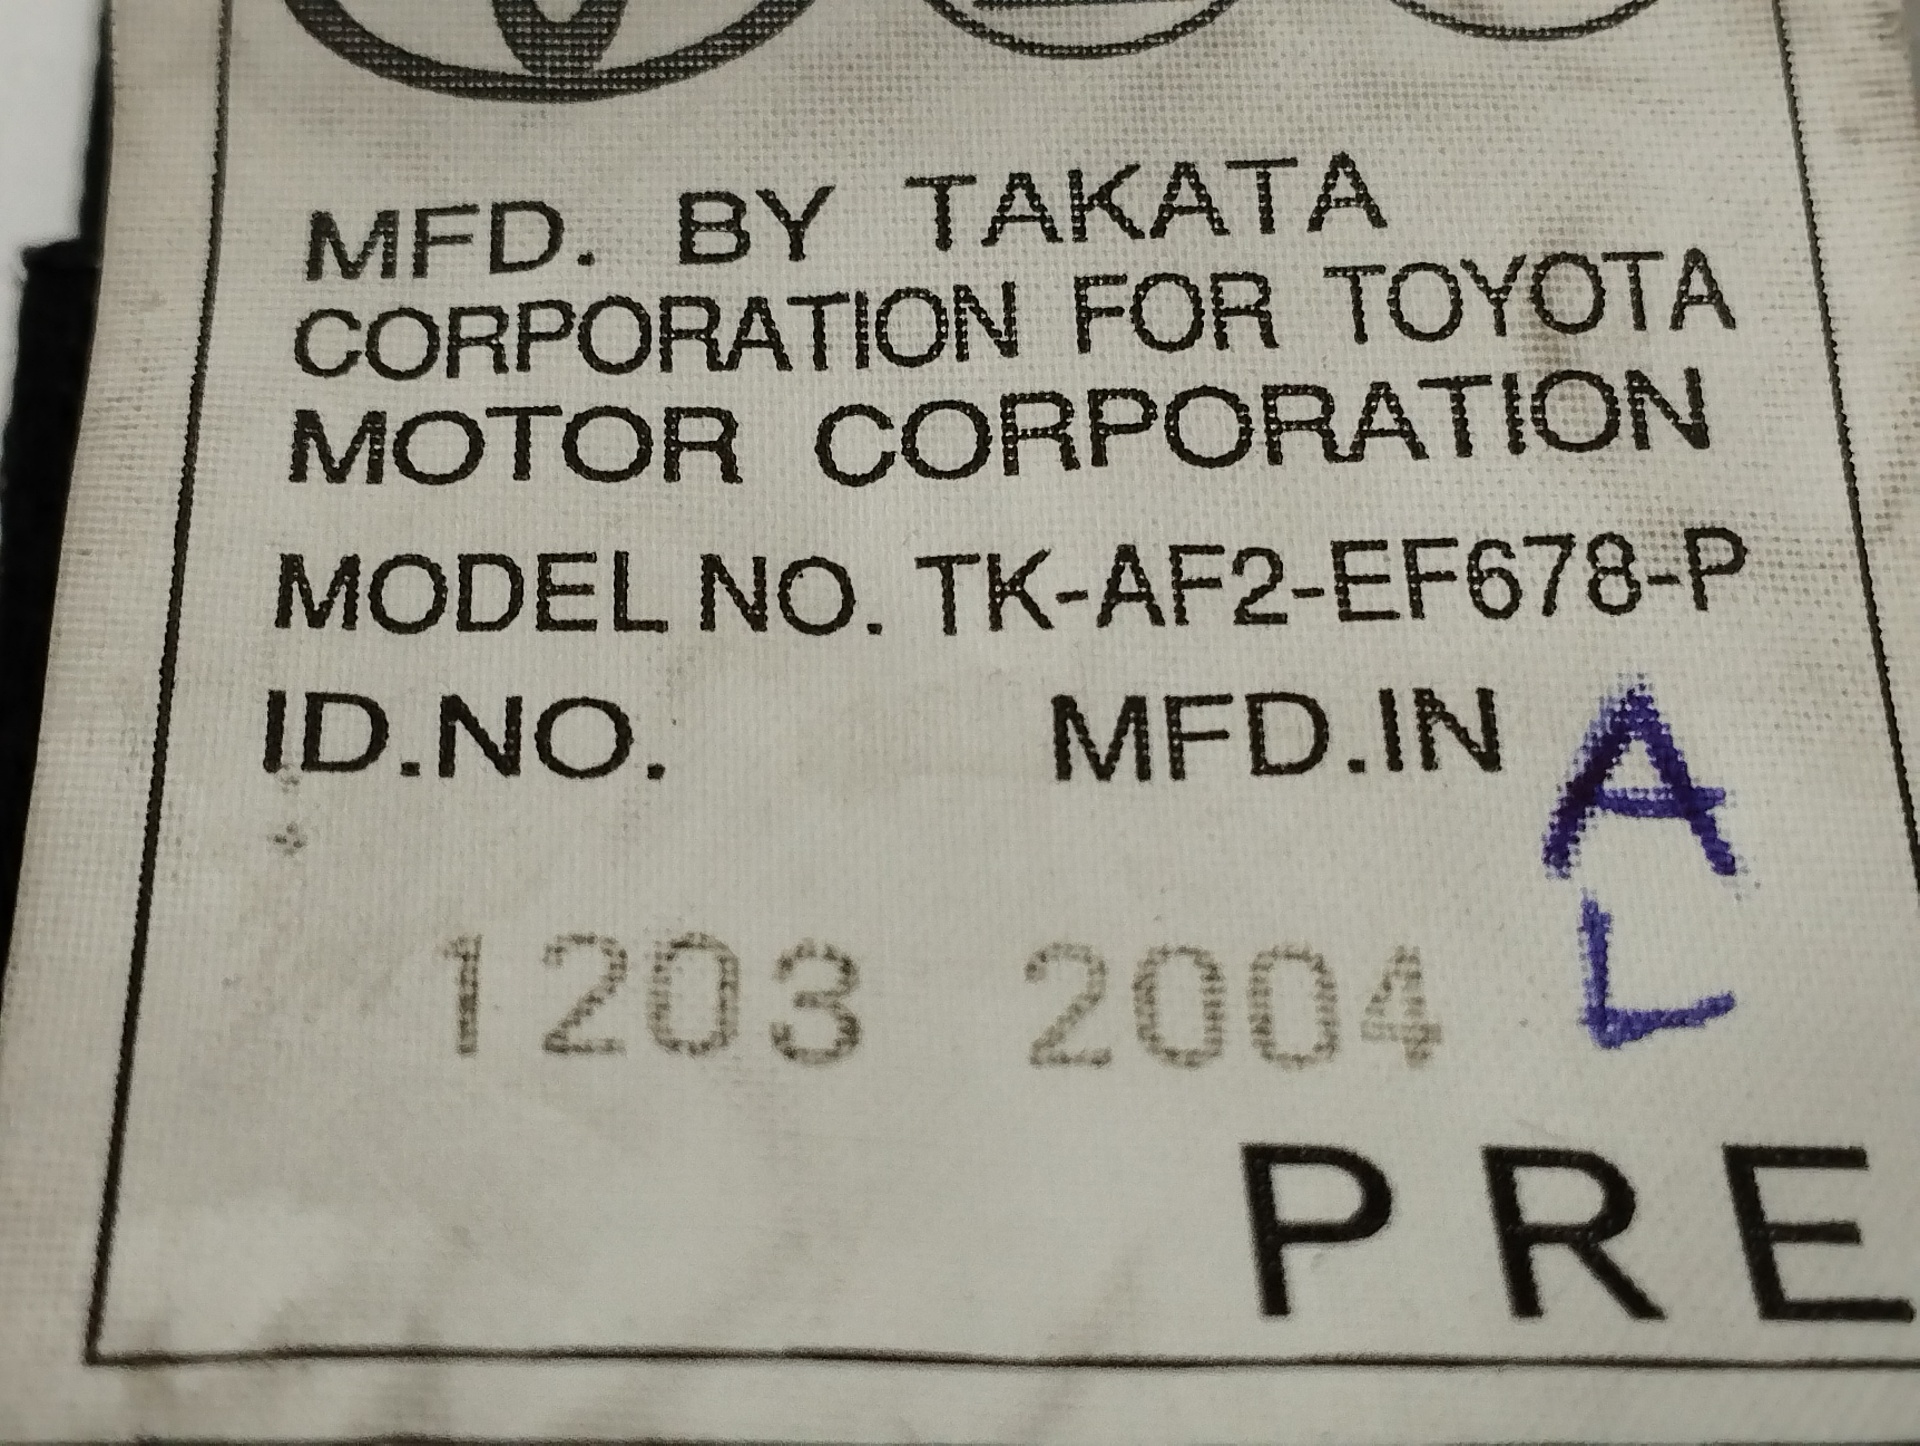 MFD. BY TAKATA
CORPORATION FOR TOYOTA
MOTOR CORPORATION
MODEL NO. TK-AF2-EF678-P
ID.NO. MFD.IN A
1203 2004 L
PRE